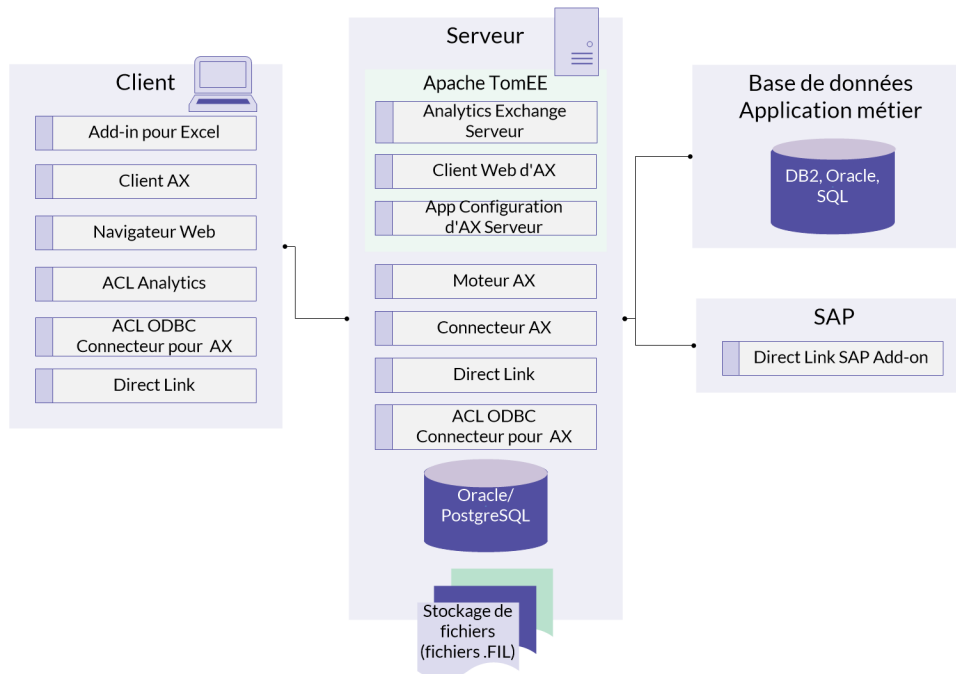 Client
Add-in pour Excel
Client AX
Navigateur Web
ACL Analytics
ACL ODBC
Connecteur pour AX
Direct Link
Serveur
Apache TomEE
Analytics Exchange
Serveur
Client Web d'AX
App Configuration
d'AX Serveur
Moteur AX
Connecteur AX
Direct Link
ACL ODBC
Connecteur pour AX
Oracle/
PostgreSQL
Stockage de
fichiers
(fichiers .FIL)
Base de données
Application métier
DB2, Oracle,
SQL
SAP
Direct Link SAP Add-on